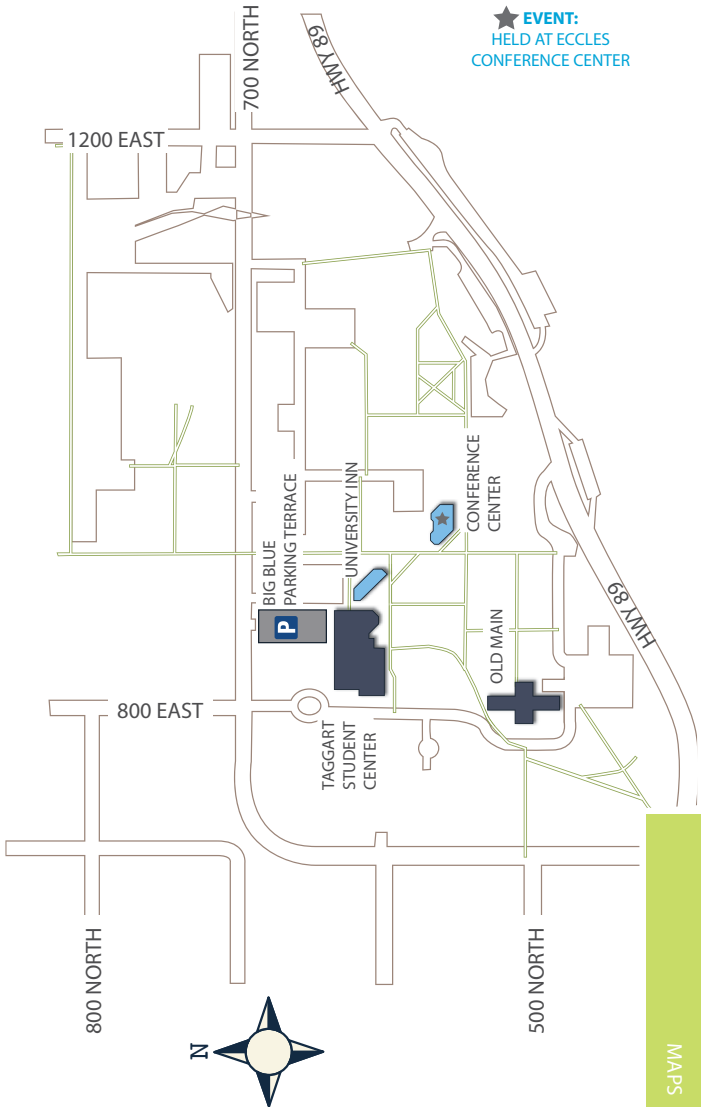 EVENT:
HELD AT ECCLES
CONFERENCE CENTER
HWY 89
700 NORTH
1200 EAST
CONFERENCE
CENTER
UNIVERSITY INN
BIG BLUE
PARKING TERRACE
P
HWY 89
OLD MAIN
800 EAST
TAGGART
STUDENT
CENTER
800 NORTH
500 NORTH
N
MAPS